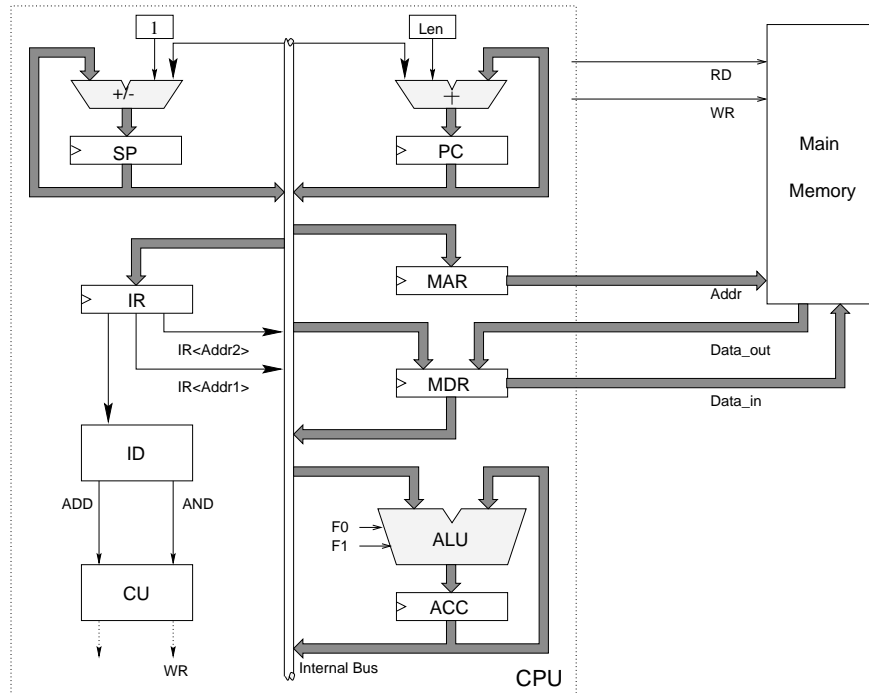 1
Len
+/-
+
RD
WR
SP
PC
Main
Memory
IR
MAR
Addr
IR<Addr2>
Data_out
IR<Addr1>
MDR
Data_in
ID
ADD
AND
F0
F1
ALU
CU
ACC
WR
Internal Bus
CPU